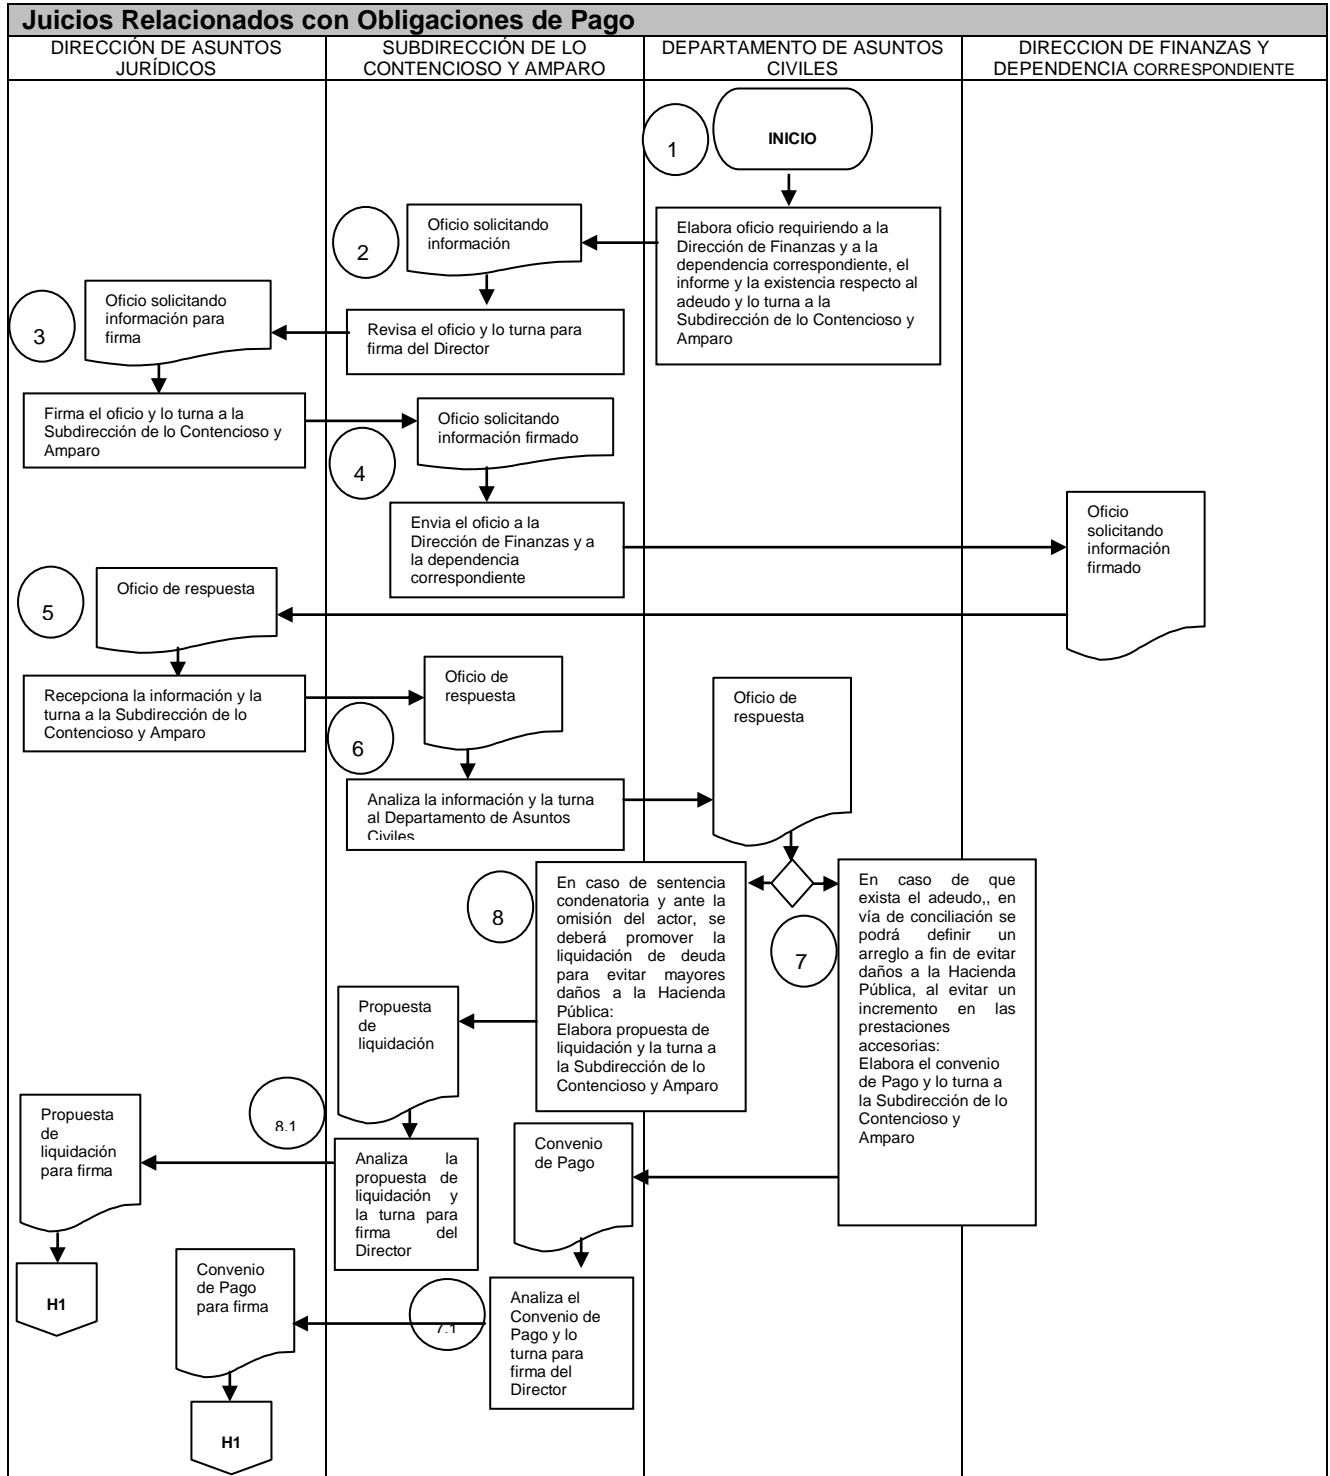 Juicios Relacionados con Obligaciones de Pago
DIRECCIÓN DE ASUNTOS
JURÍDICOS
SUBDIRECCIÓN DE LO
CONTENCIOSO Y AMPARO
DEPARTAMENTO DE ASUNTOS
CIVILES
DIRECCION DE FINANZAS Y
DEPENDENCIA CORRESPONDIENTE
1
INICIO
Elabora oficio requiriendo a la
Dirección de Finanzas y a la
dependencia correspondiente, el
informe y la existencia respecto al
adeudo y lo turna a la
Subdirección de lo Contencioso y
Amparo
2
Oficio solicitando
información
Revisa el oficio y lo turna para
firma del Director
3
Oficio solicitando
información para
firma
Firma el oficio y lo turna a la
Subdirección de lo Contencioso y
Amparo
4
Oficio solicitando
información firmado
Envia el oficio a la
Dirección de Finanzas y a
la dependencia
correspondiente
Oficio
solicitando
información
firmado
5
Oficio de respuesta
Recepciona la información y la
turna a la Subdirección de lo
Contencioso y Amparo
6
Oficio de
respuesta
Analiza la información y la turna
al Departamento de Asuntos
Civiles
Oficio de
respuesta
7
En caso de que
exista el adeudo,, en
vía de conciliación se
podrá definir un
arreglo a fin de evitar
daños a la Hacienda
Pública, al evitar un
incremento en las
prestaciones
accesorias:
Elabora el convenio
de Pago y lo turna a
la Subdirección de lo
Contencioso y
Amparo
8
En caso de sentencia
condenatoria y ante la
omisión del actor, se
deberá promover la
liquidación de deuda
para evitar mayores
daños a la Hacienda
Pública:
Elabora propuesta de
liquidación y la turna a
la Subdirección de lo
Contencioso y Amparo
Propuesta
de
liquidación
8.1
Analiza la
propuesta de
liquidación y
la turna para
firma del
Director
Propuesta
de
liquidación
para firma
H1
Convenio
de Pago
7.1
Analiza el
Convenio de
Pago y lo
turna para
firma del
Director
Convenio
de Pago
para firma
H1